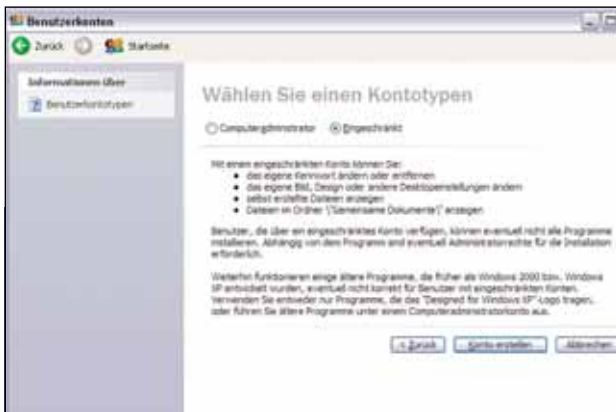 Benutzerkonten
Zurück Startseite
Informationen über
Benutzerkontotypen
Wählen Sie einen Kontotypen
Computeradministrator Eingeschränkt
Mit einem eingeschränkten Konto können Sie:
das eigene Kennwort ändern oder entfernen
das eigene Bild, Design oder andere Desktopeinstellungen ändern
selbst erstellte Dateien anzeigen
Dateien im Ordner \"Gemeinsame Dokumente\" anzeigen
Benutzer, die über ein eingeschränktes Konto verfügen, können eventuell nicht alle Programme
installieren. Abhängig von dem Programm sind eventuell Administratorrechte für die Installation
erforderlich.
Weiterhin funktionieren einige ältere Programme, die früher als Windows 2000 bzw. Windows
XP entwickelt wurden, eventuell nicht korrekt für Benutzer mit eingeschränkten Konten.
Verwenden Sie entweder nur Programme, die das "Designed for Windows XP"-Logo tragen,
oder führen Sie ältere Programme unter einem Computeradministratorkonto aus.
< Zurück Konto erstellen Abbrechen